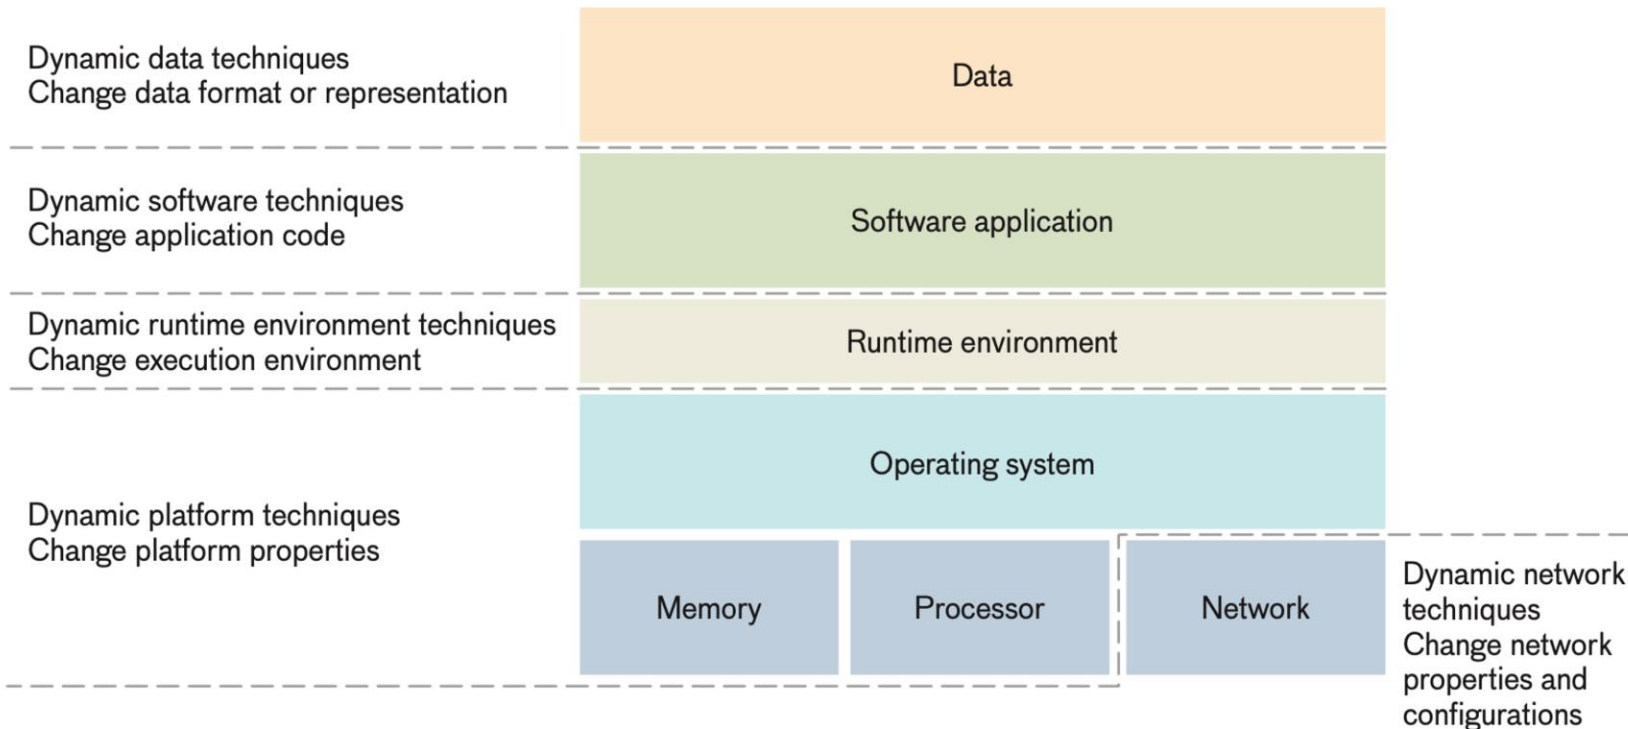 Dynamic data techniques
Change data format or representation
Data
Dynamic software techniques
Change application code
Software application
Dynamic runtime environment techniques
Change execution environment
Runtime environment
Operating system
Dynamic platform techniques
Change platform properties
Memory
Processor
Network
Dynamic network
techniques
Change network
properties and
configurations